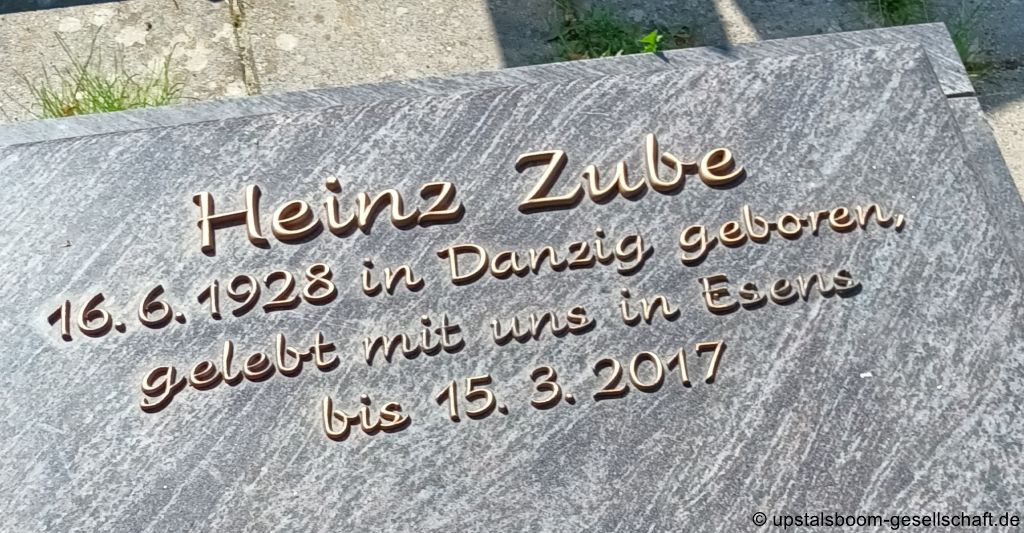 Heinz Zube
16. 6. 1928 in Danzig geboren,
gelebt mit uns in Esens
bis 15. 3. 2017
© upstalsboom-gesellschaft.de